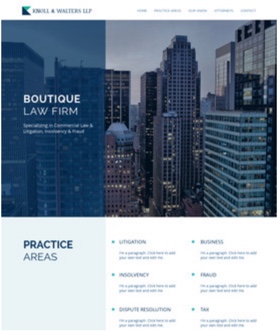 KROLL & WALTERS LLP
HOME PRACTICE AREAS OUR VISION ATTORNEYS CONTACT
BOUTIQUE
LAW FIRM
Specializing in Commercial Law &
Litigation, Insolvency & Fraud
PRACTICE
AREAS
LITIGATION
I'm a paragraph. Click here to add
your own text and edit me.
BUSINESS
I'm a paragraph. Click here to add
your own text and edit me.
INSOLVENCY
I'm a paragraph. Click here to add
your own text and edit me.
FRAUD
I'm a paragraph. Click here to add
your own text and edit me.
DISPUTE RESOLUTION
I'm a paragraph. Click here to add
your own text and edit me.
TAX
I'm a paragraph. Click here to add
your own text and edit me.